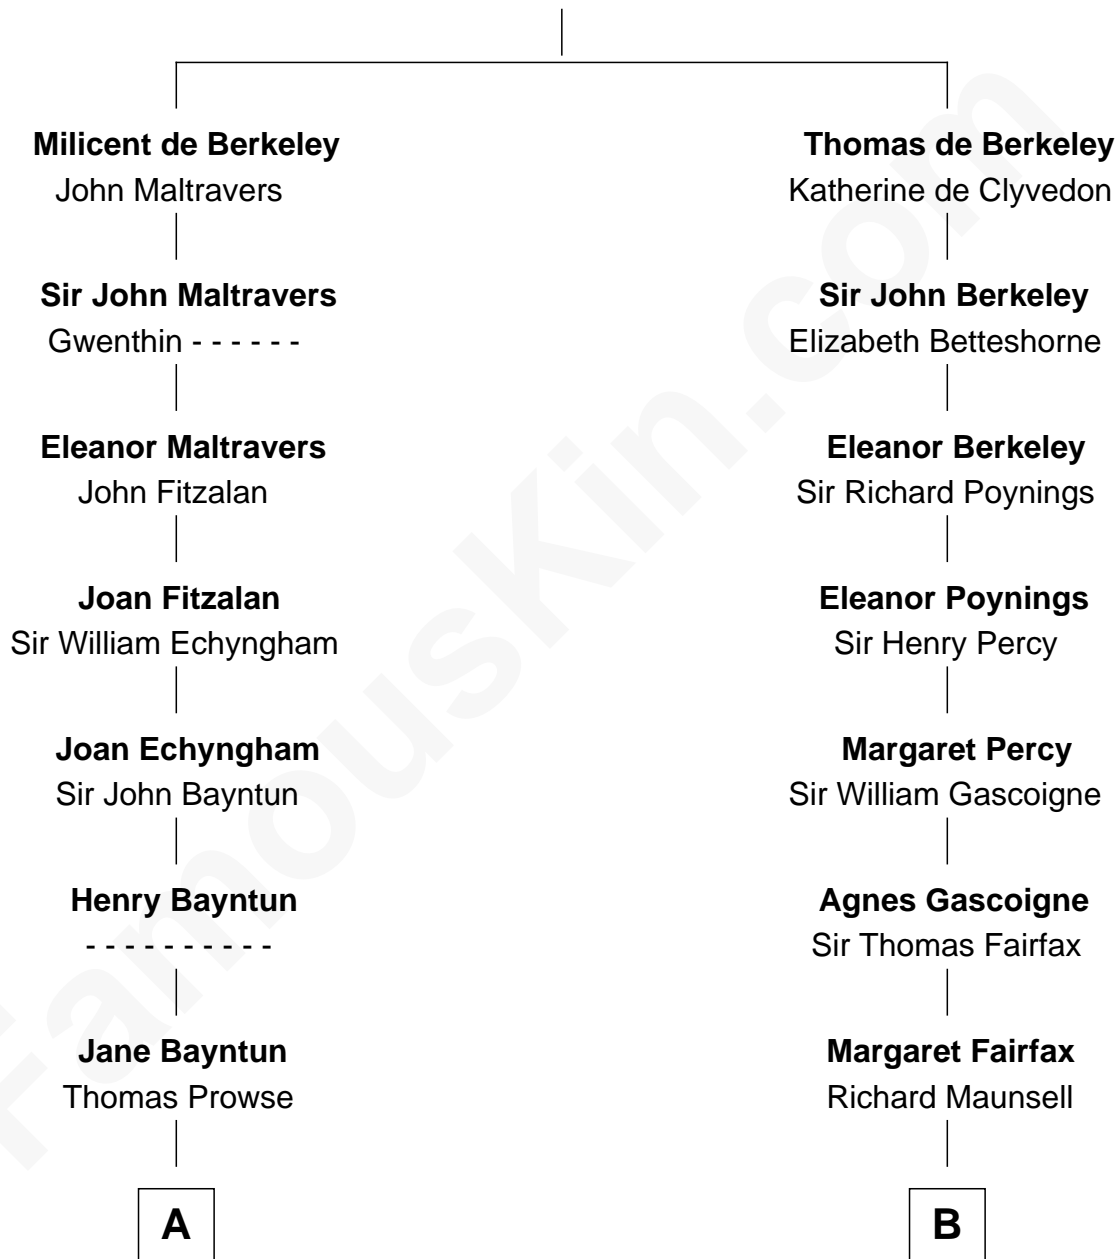 Milicent de Berkeley
John Maltravers
Sir John Maltravers
Gwenthin - - - - - -
Eleanor Maltravers
John Fitzalan
Joan Fitzalan
Sir William Echyngham
Joan Echyngham
Sir John Bayntun
Henry Bayntun
- - - - - - - - - -
Jane Bayntun
Thomas Prowse
A
Thomas de Berkeley
Katherine de Clyvedon
Sir John Berkeley
Elizabeth Betteshorne
Eleanor Berkeley
Sir Richard Poynings
Eleanor Poynings
Sir Henry Percy
Margaret Percy
Sir William Gascoigne
Agnes Gascoigne
Sir Thomas Fairfax
Margaret Fairfax
Richard Maunsell
B
FamousKin.com